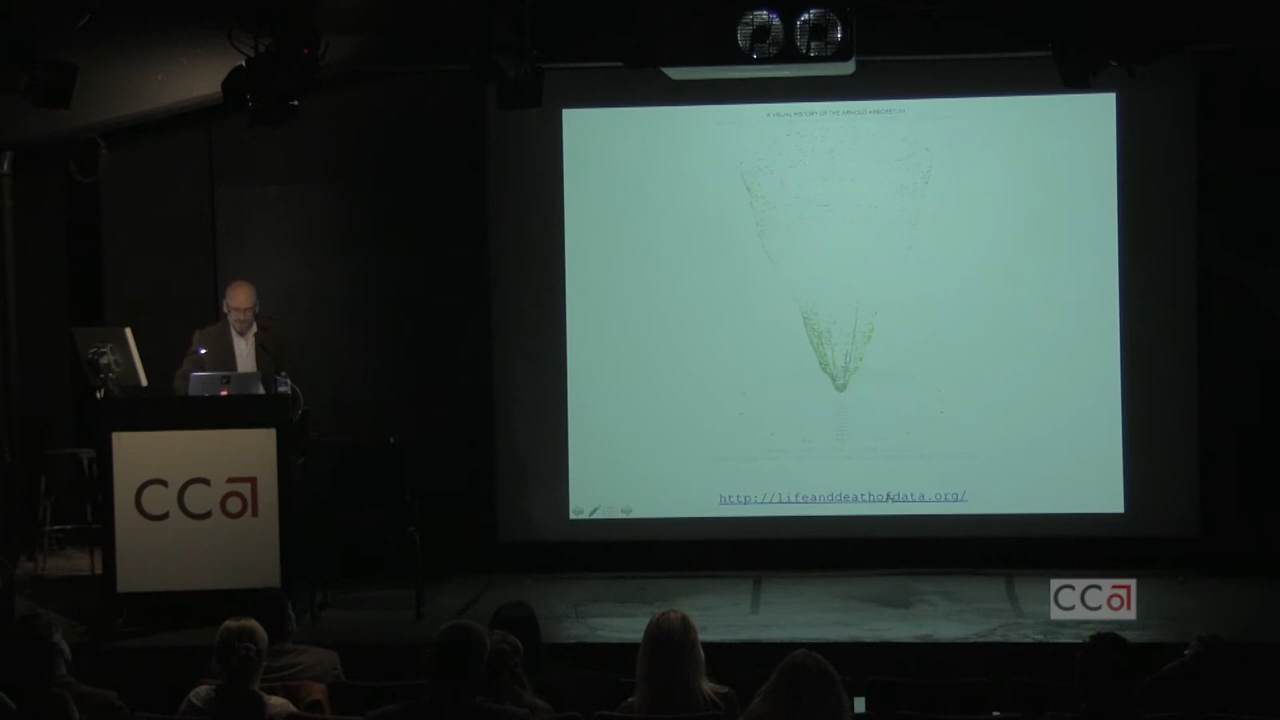 A VISUAL HISTORY OF THE ARNOLD ARBORETUM
http://lifeanddeathofdata.org/
CCa
CCa